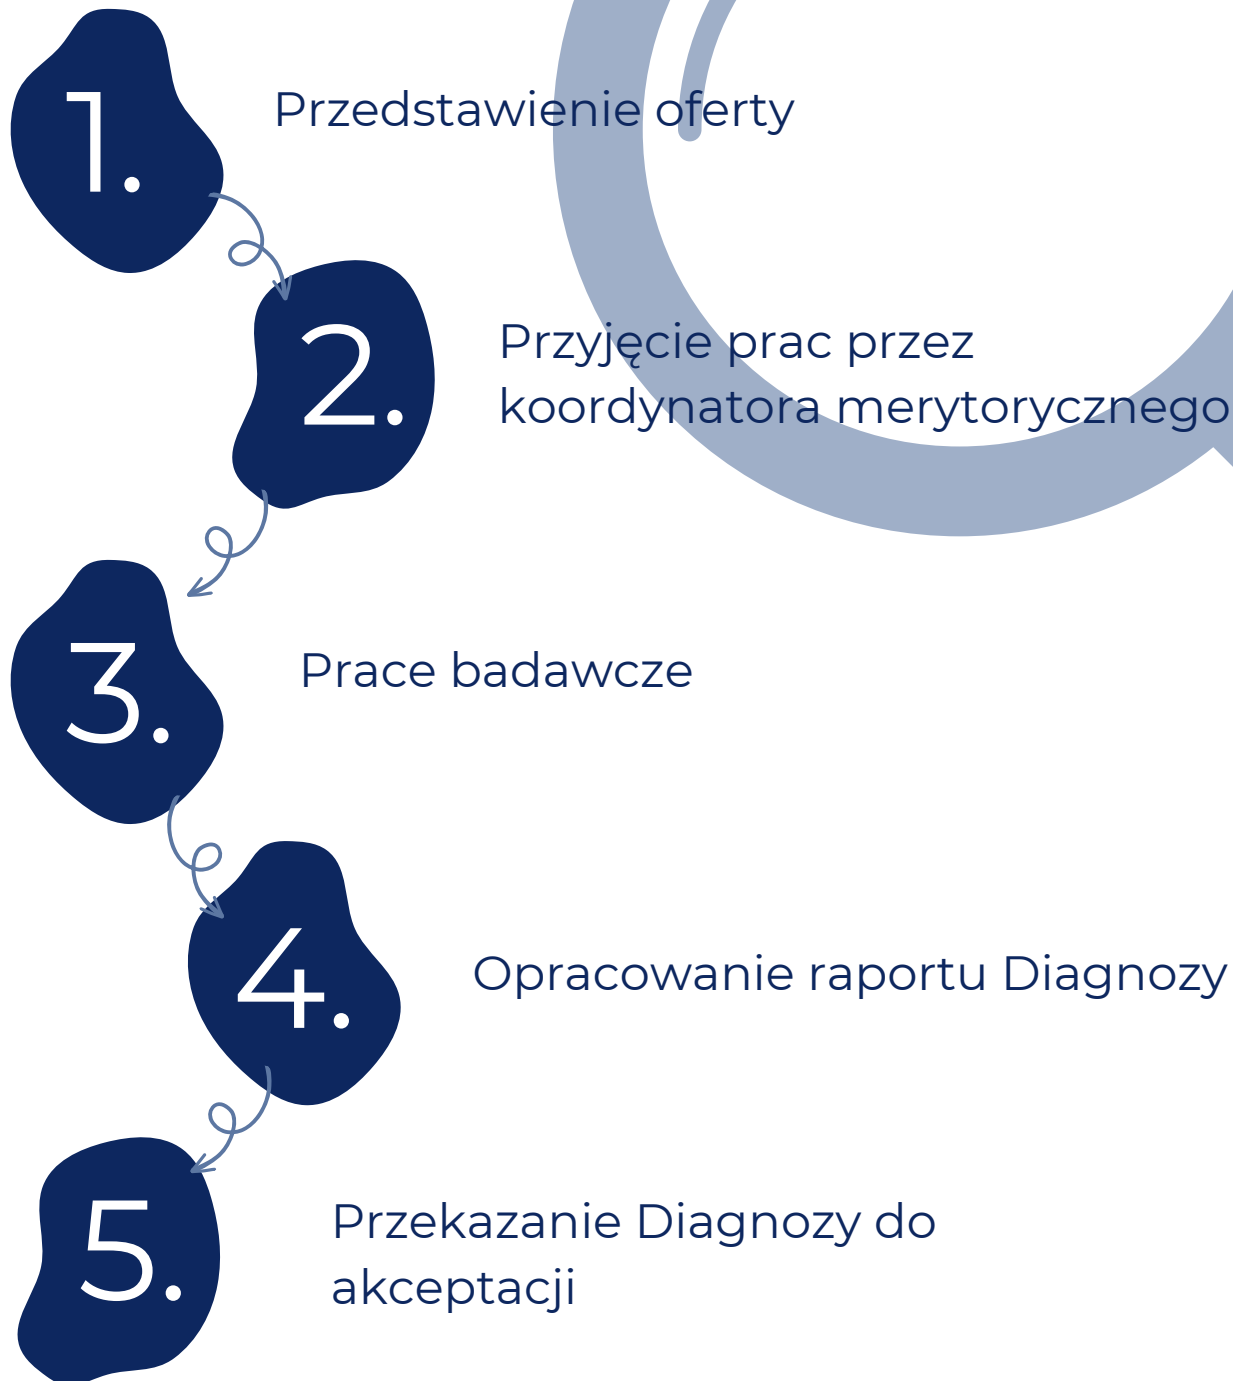 1.
Przedstawienie oferty
2.
Przyjęcie prac przez
koordynatora merytorycznego
3.
Prace badawcze
4.
Opracowanie raportu Diagnozy
5.
Przekazanie Diagnozy do
akceptacji